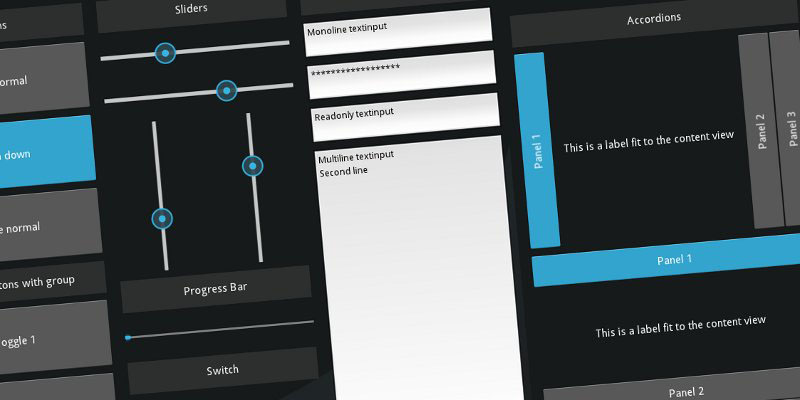 ormal
down
e normal
tons with group
oggle 1
Sliders
Progress Bar
Switch
Monoline textinput
******************
Readonly textinput
Multiline textinput
Second line
Accordions
Panel 1
This is a label fit to the content view
Panel 2
Panel 3
Panel 1
This is a label fit to the content view
Panel 2